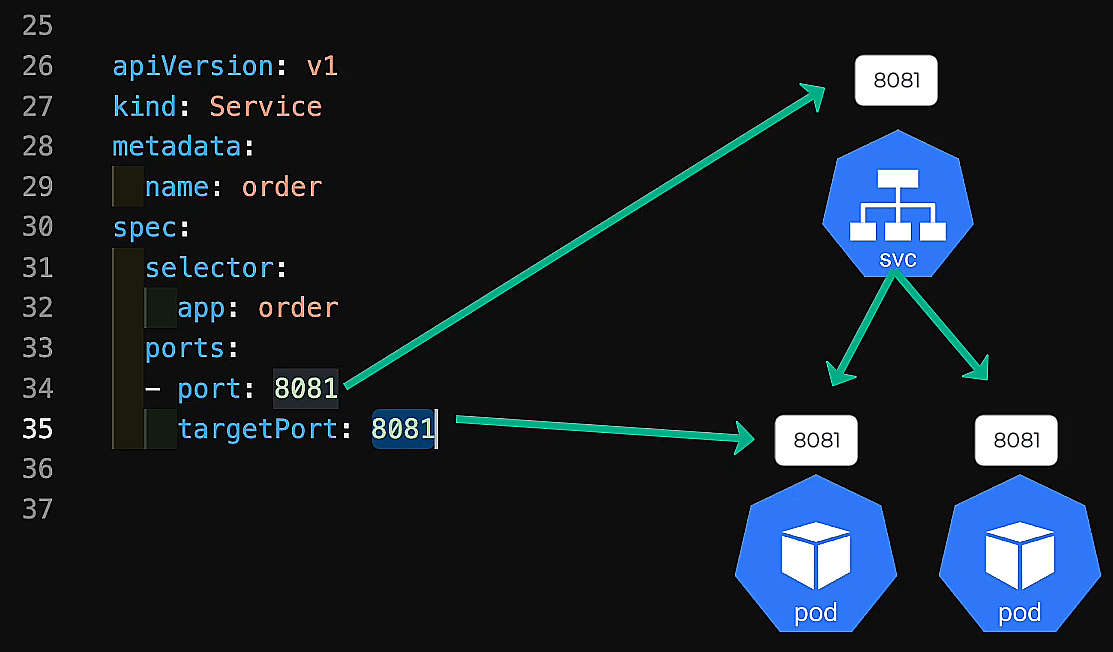 25
26 apiVersion: v1
27 kind: Service
28 metadata:
29 name: order
30 spec:
31 selector:
32 app: order
33 ports:
34 - port: 8081
35 targetPort: 8081
36
37
8081
svc
8081 8081
pod pod